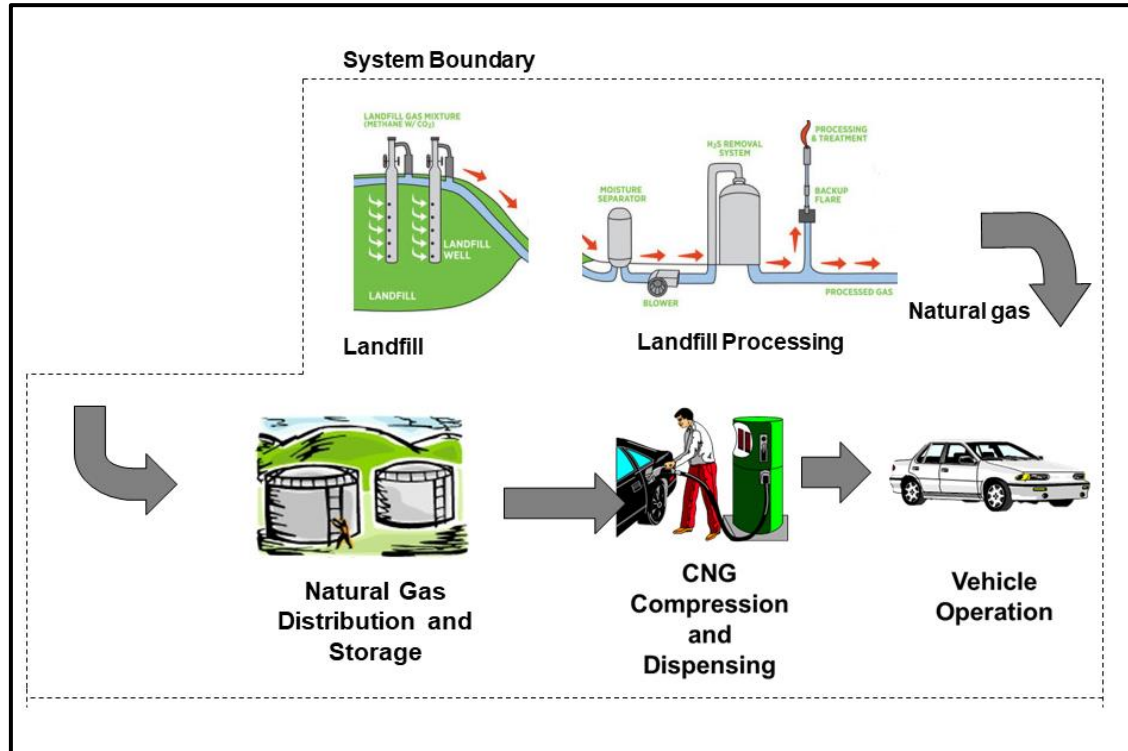 System Boundary
LANDFILL GAS MIXTURE
(METHANE W/ CO₂)
LANDFILL
WELL
LANDFILL
Landfill
MOISTURE
SEPARATOR
BLOWER
H₂S REMOVAL
SYSTEM
PROCESSING
& TREATMENT
BACKUP
FLARE
PROCESSED GAS
Landfill Processing
Natural gas
Natural Gas
Distribution and
Storage
CNG
Compression
and
Dispensing
Vehicle
Operation